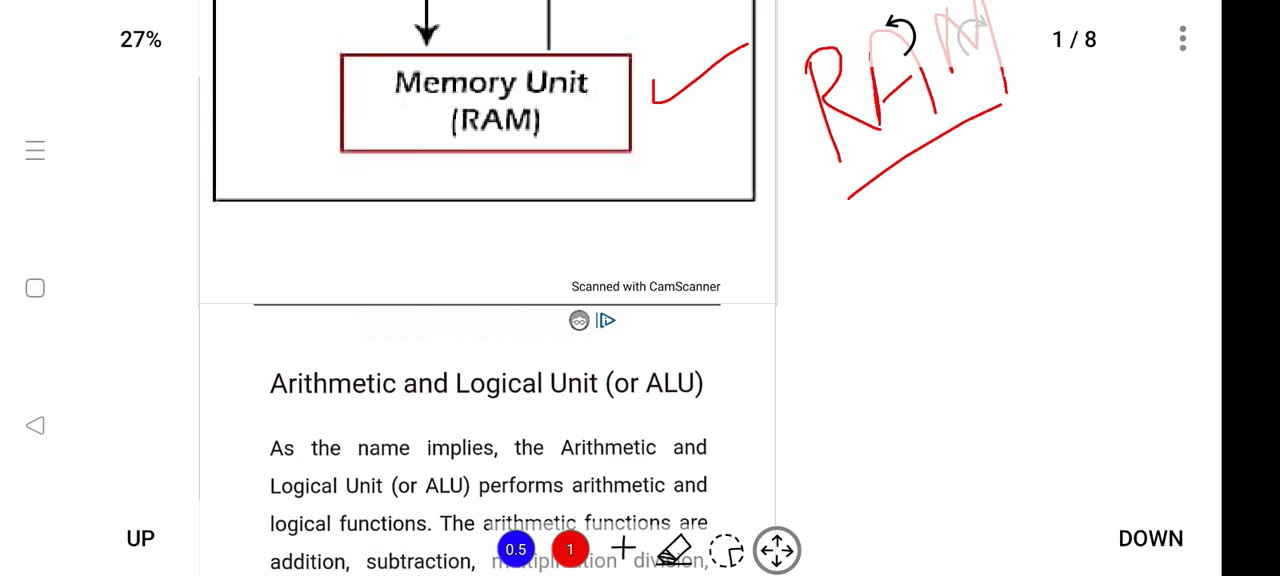 27%
1 / 8
RAM
Memory Unit
(RAM)
Scanned with CamScanner
Arithmetic and Logical Unit (or ALU)
As the name implies, the Arithmetic and
Logical Unit (or ALU) performs arithmetic and
logical functions. The arithmetic functions are
UP
DOWN
addition, subtraction, multiplication division,
0.5
1